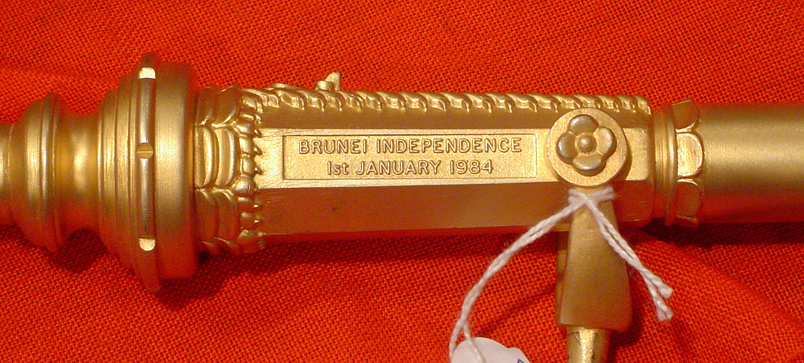 BRUNEI INDEPENDENCE
1st JANUARY 1984